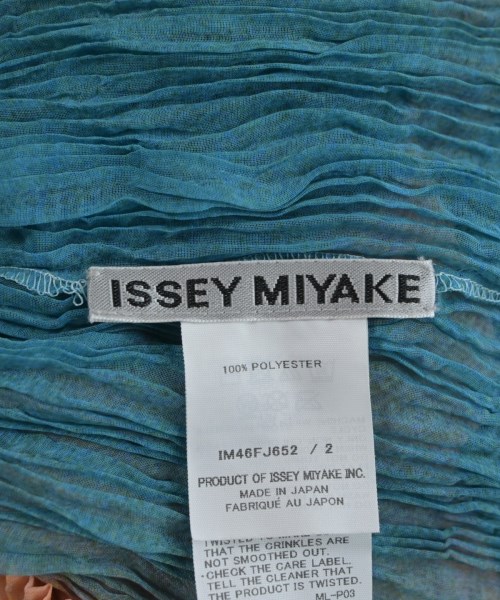 ISSEY MIYAKE
100% POLYESTER
IM46FJ652 / 2
PRODUCT OF ISSEY MIYAKE INC.
MADE IN JAPAN
FABRIQUÉ AU JAPON
THAT THE CRINKLES ARE
NOT SMOOTHED OUT.
・CHECK THE CARE LABEL.
TELL THE CLEANER THAT
THE PRODUCT IS TWISTED.
ML-P03